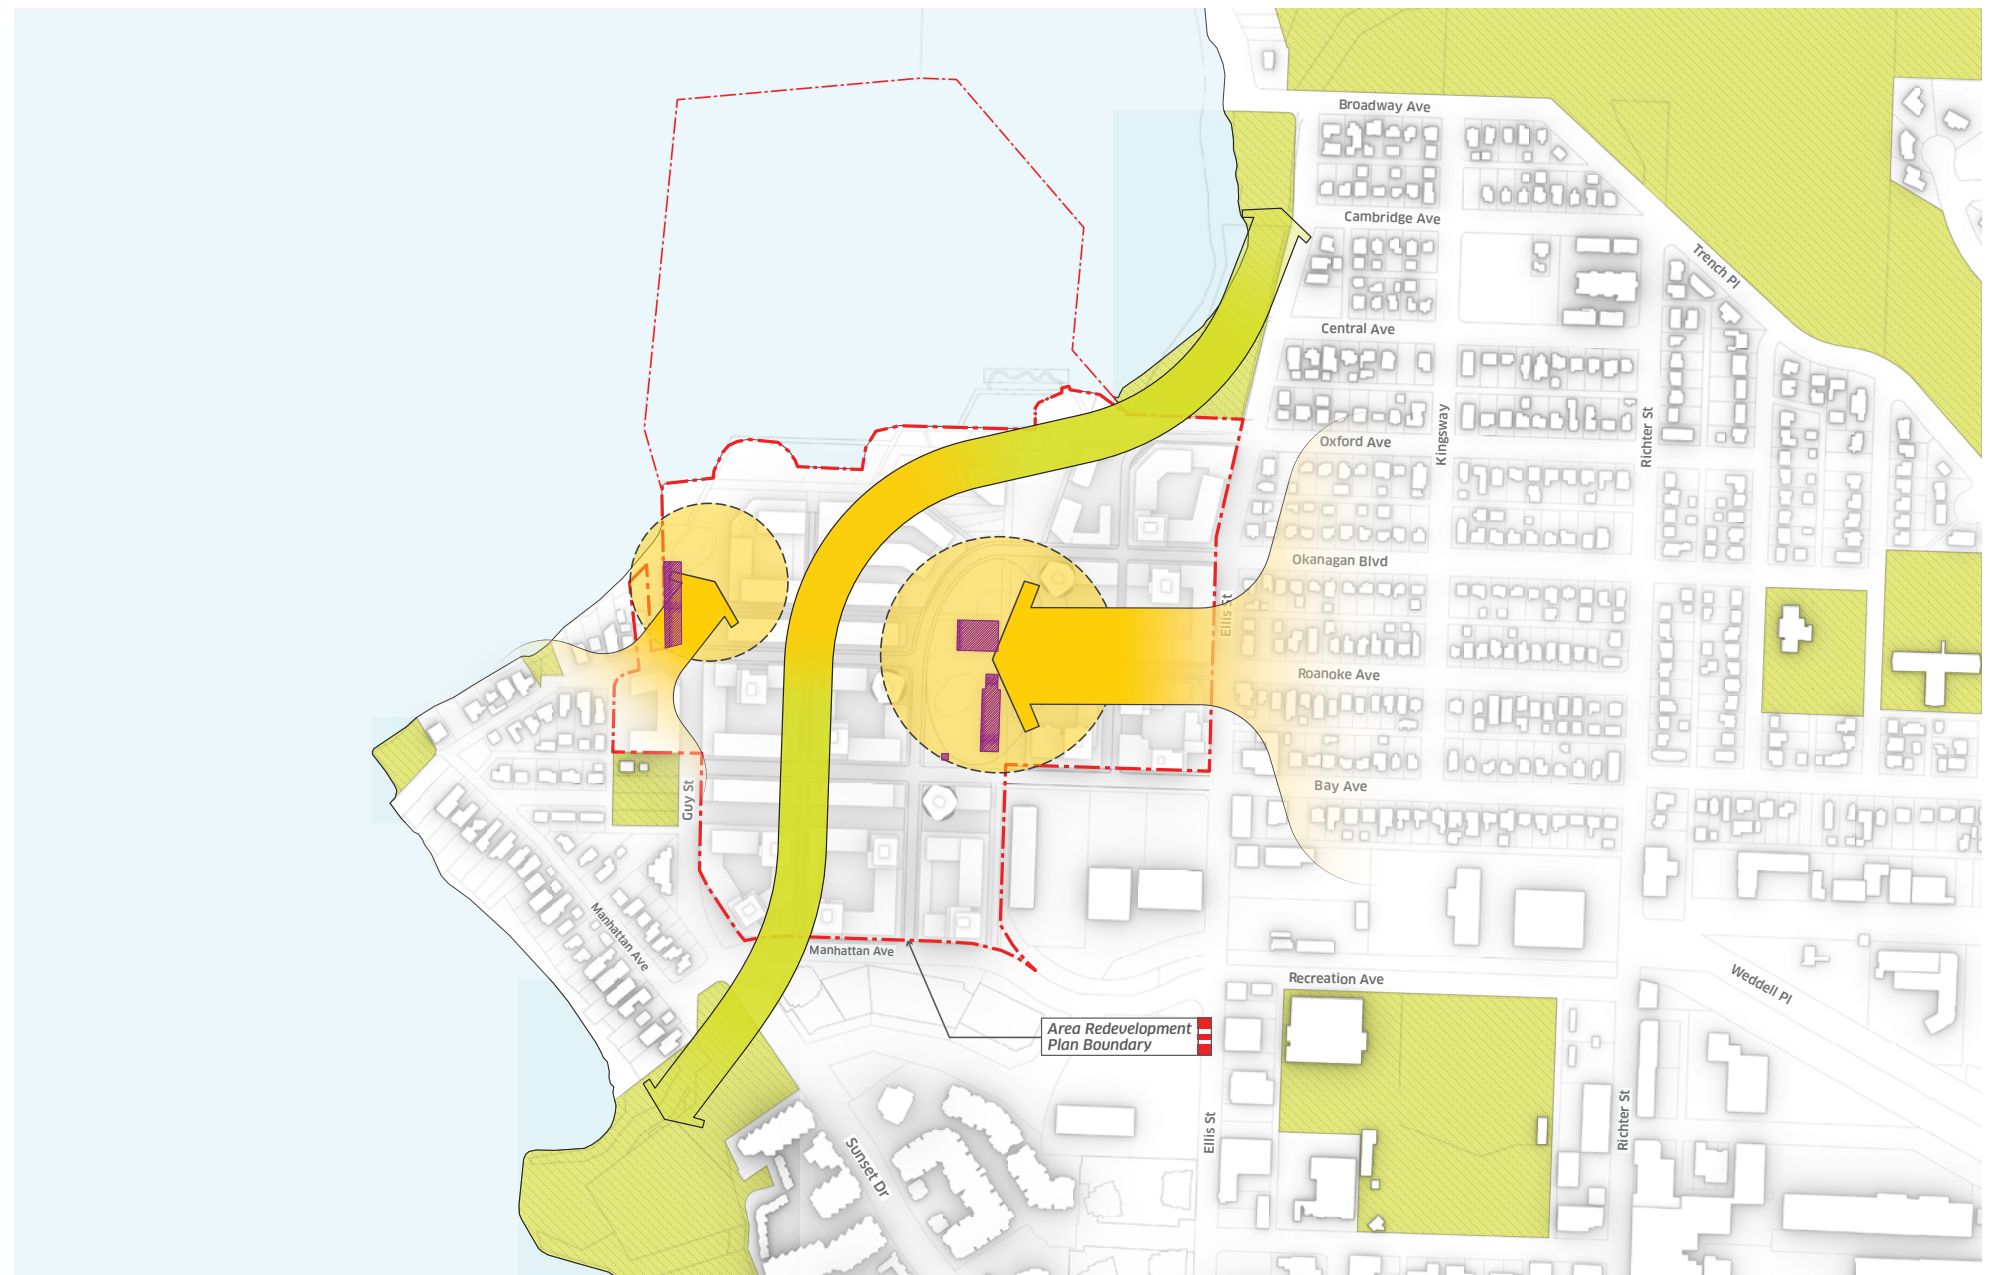 Broadway Ave
Cambridge Ave
Trench Pl
Central Ave
Kingsway
Richter St
Oxford Ave
Okanagan Blvd
Ellis St
Roanoke Ave
Bay Ave
Guy St
Manhattan Ave
Manhattan Ave
Recreation Ave
Weddell Pl
Area Redevelopment
Plan Boundary
Ellis St
Richter St
Sunset Dr